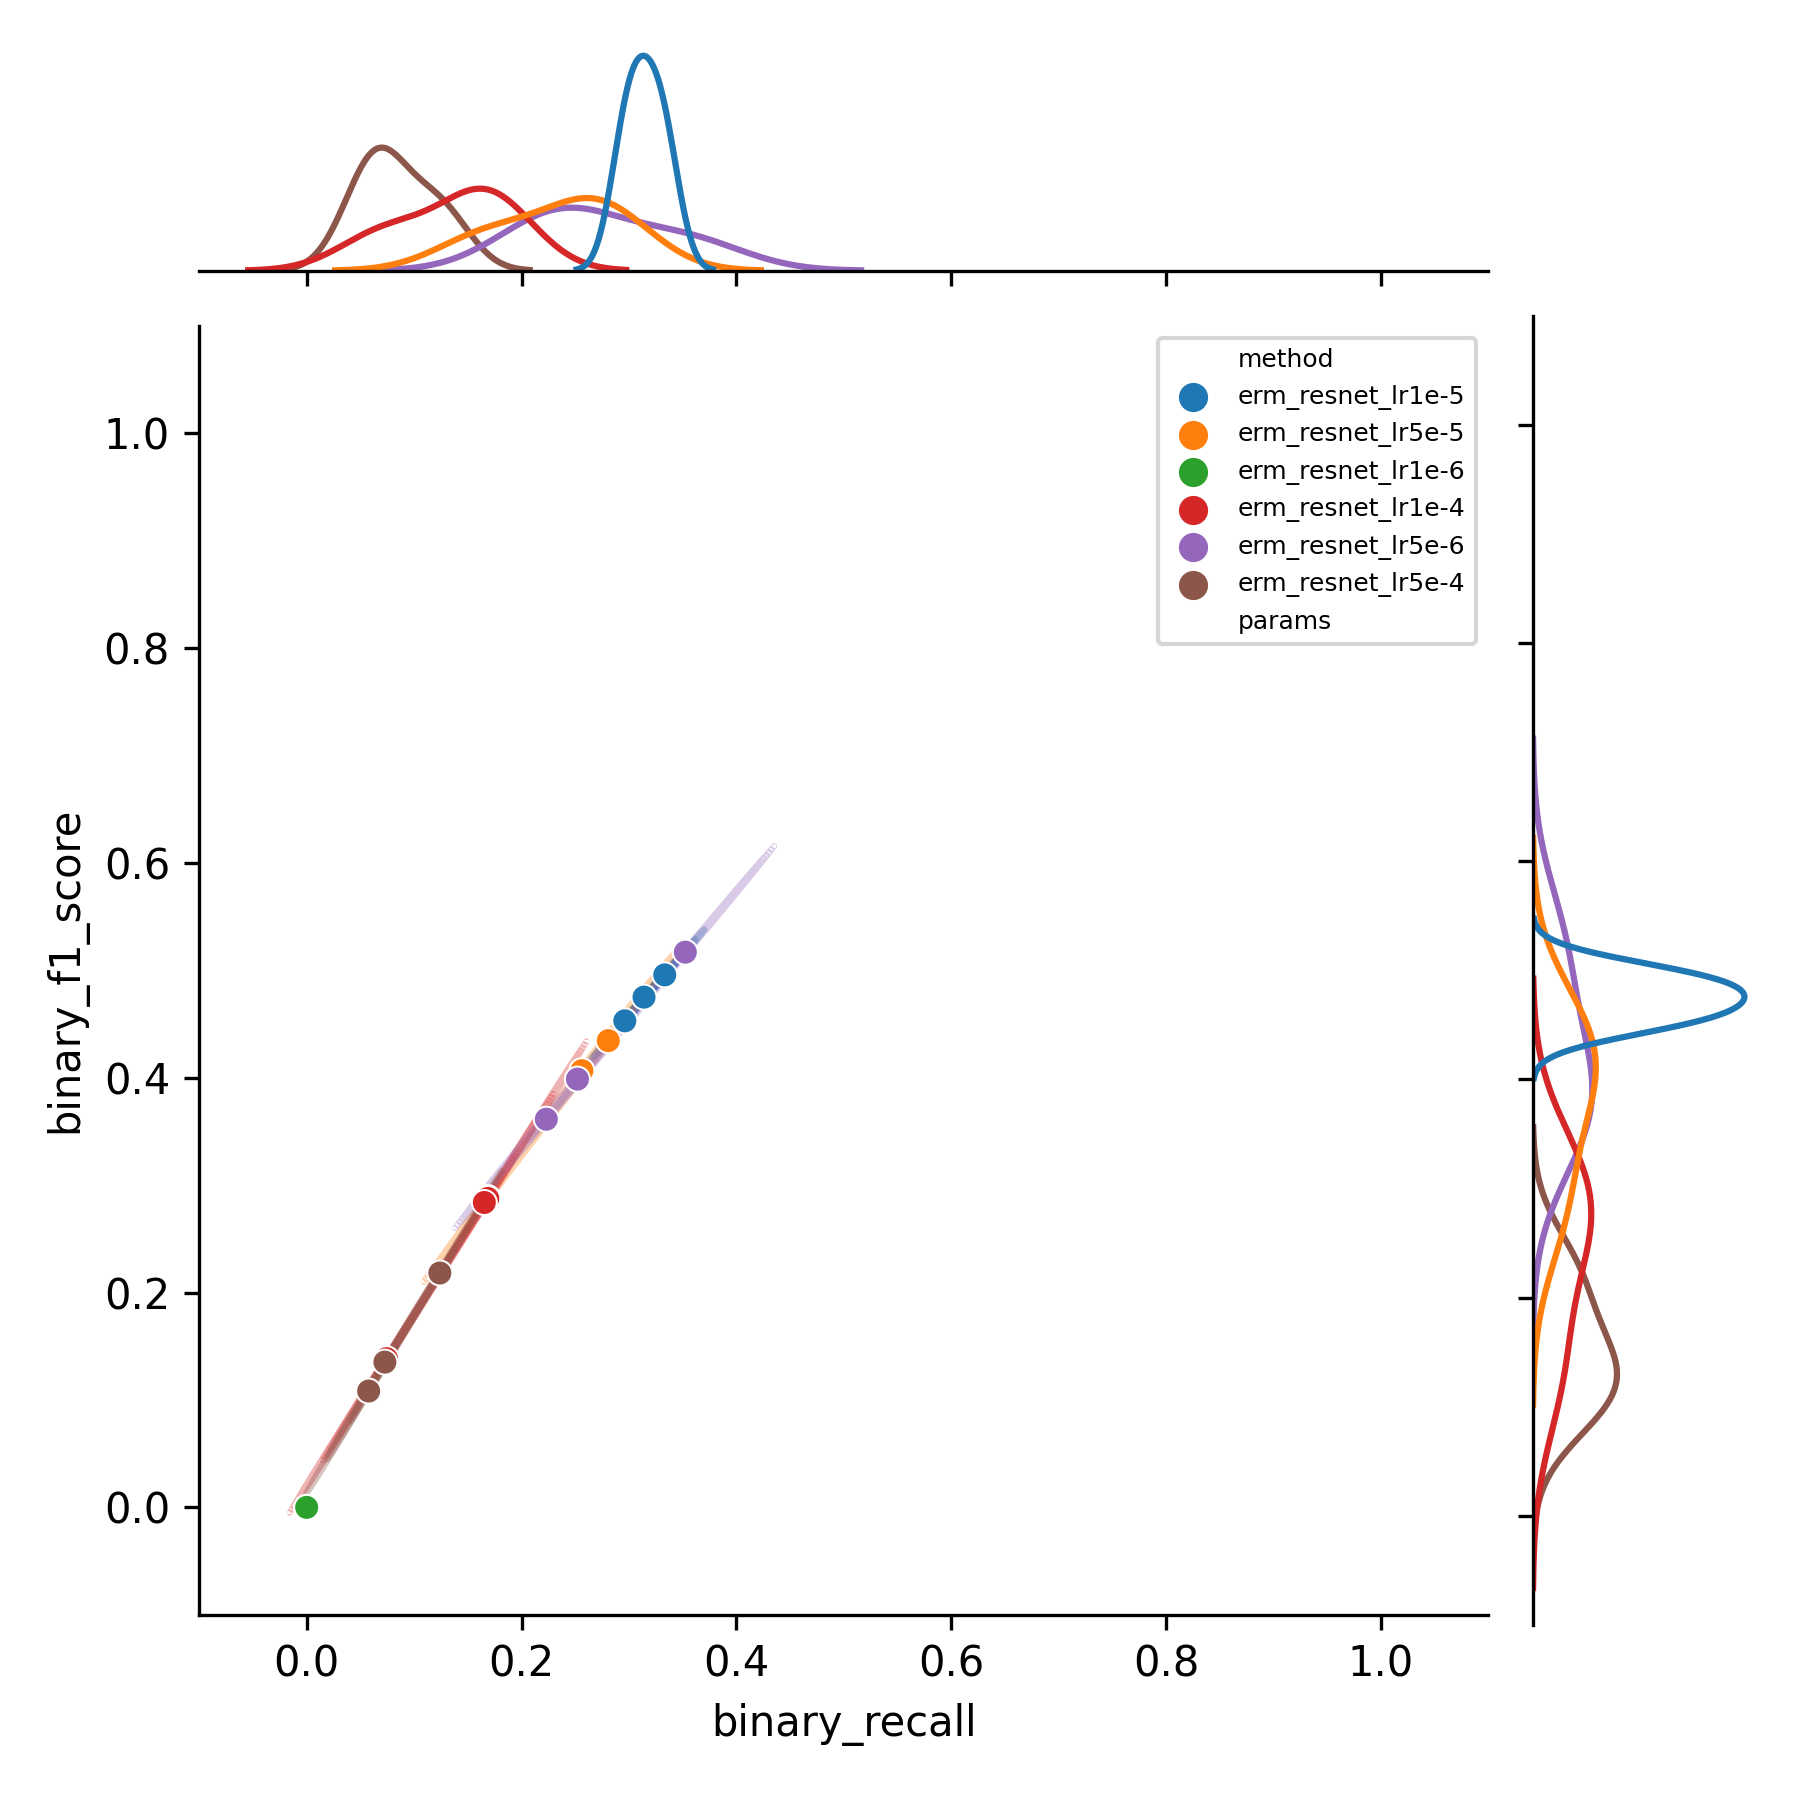 method
erm_resnet_lr1e-5
erm_resnet_lr5e-5
erm_resnet_lr1e-6
erm_resnet_lr1e-4
erm_resnet_lr5e-6
erm_resnet_lr5e-4
params
1.0
0.8
0.6
0.4
0.2
0.0
binary_f1_score
0.0 0.2 0.4 0.6 0.8 1.0
binary_recall